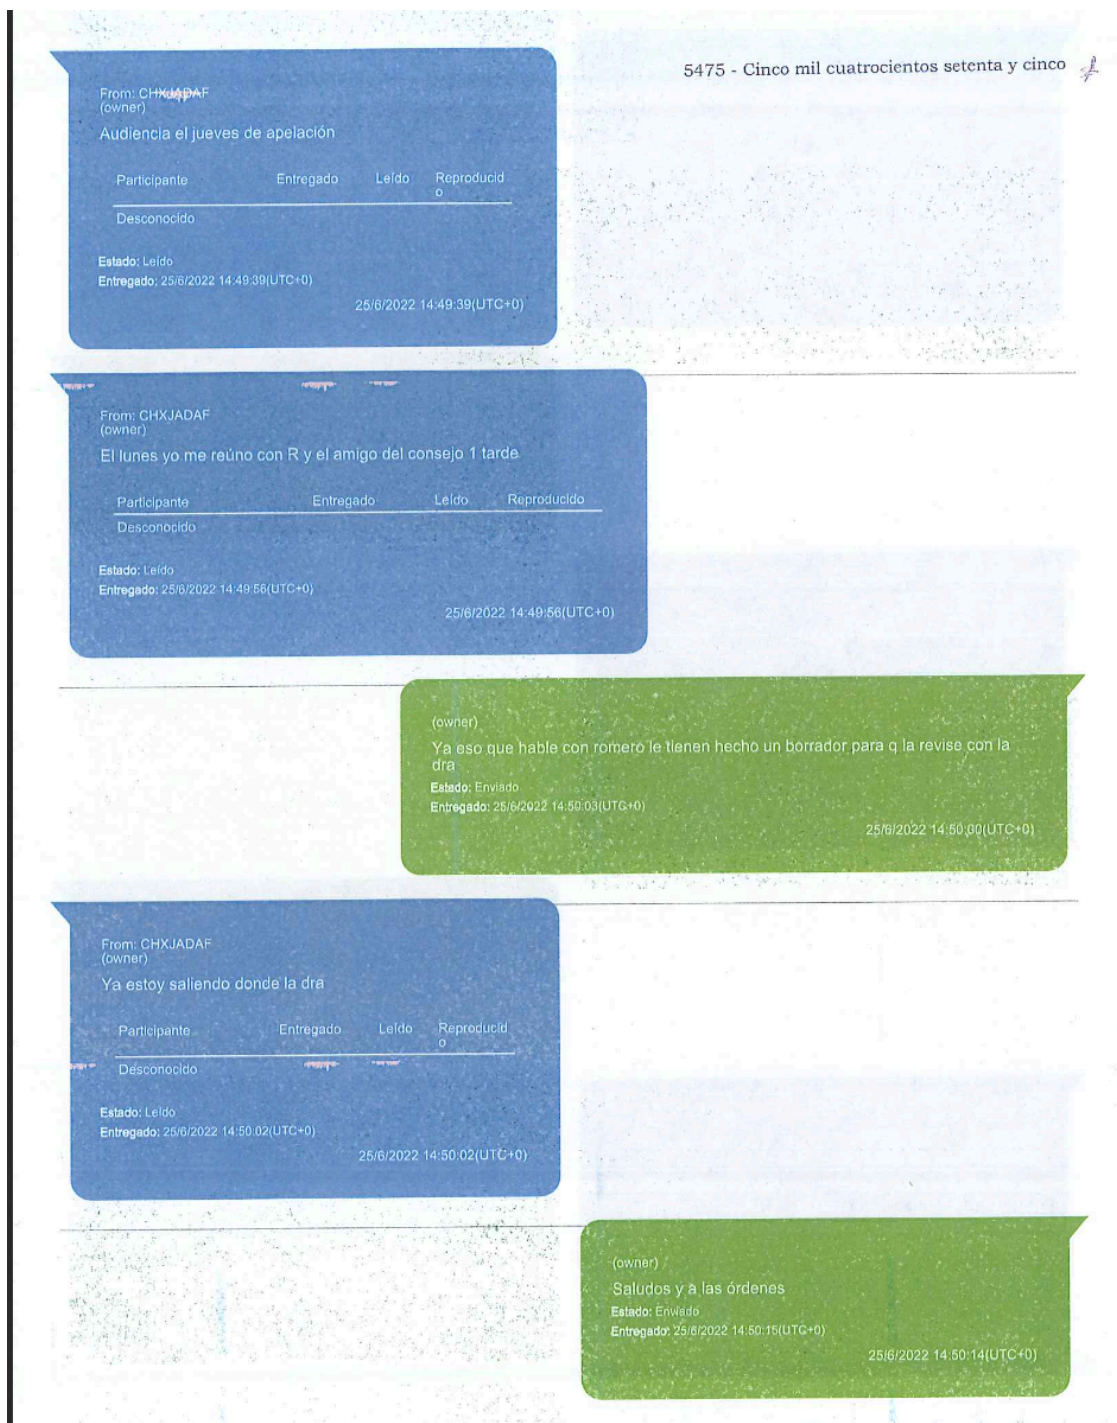 5475 - Cinco mil cuatrocientos setenta y cinco
From: CHXJADAF
(owner)
Audiencia el jueves de apelación
Participante Entregado Leído Reproducid
o
Desconocido
Estado: Leído
Entregado: 25/6/2022 14:49:39(UTC+0)
25/6/2022 14:49:39(UTC+0)
From: CHXJADAF
(owner)
El lunes yo me reúno con R y el amigo del consejo 1 tarde
Participante Entregado Leído Reproducido
Desconocido
Estado: Leído
Entregado: 25/6/2022 14:49:56(UTC+0)
25/6/2022 14:49:56(UTC+0)
(owner)
Ya eso que hable con romero le tienen hecho un borrador para q la revise con la
dra
Estado: Enviado
Entregado: 25/6/2022 14:50:03(UTC+0)
25/6/2022 14:50:00(UTC+0)
From: CHXJADAF
(owner)
Ya estoy saliendo donde la dra
Participante Entregado Leído Reproducid
o
Desconocido
Estado: Leído
Entregado: 25/6/2022 14:50:02(UTC+0)
25/6/2022 14:50:02(UTC+0)
(owner)
Saludos y a las órdenes
Estado: Enviado
Entregado: 25/6/2022 14:50:15(UTC+0)
25/6/2022 14:50:14(UTC+0)